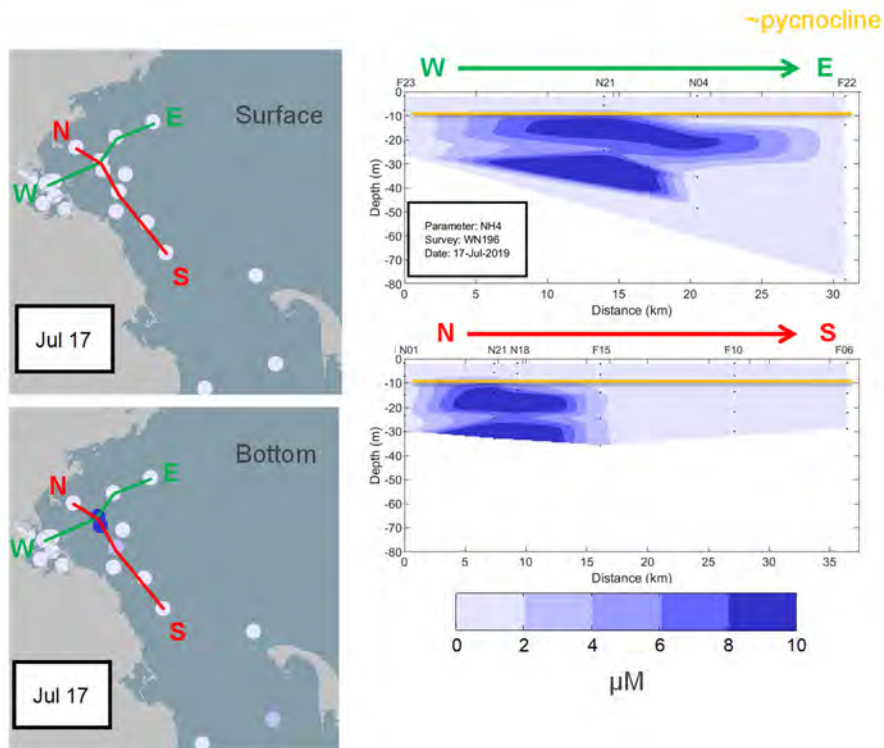 ~pycnocline
N
E
Surface
W
S
Jul 17
W
E
F23
N21
N04
F22
-0
-10
-20
-30
-40
-50
-60
-70
-80
Depth (m)
Parameter: NH4
Survey: WN196
Date: 17-Jul-2019
0
5
10
15
20
25
30
Distance (km)
N
S
N01
N21
N18
F15
F10
F06
-0
-10
-20
-30
-40
-50
-60
-70
-80
Depth (m)
0
5
10
15
20
25
30
35
Distance (km)
N
E
Bottom
W
S
Jul 17
0
2
4
6
8
10
µM